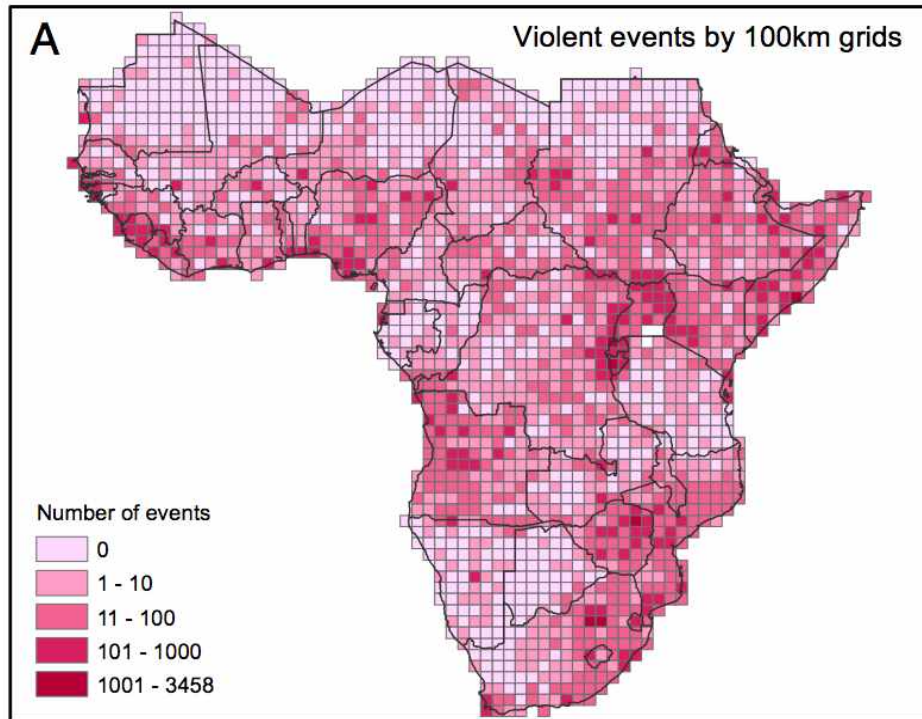 A
Violent events by 100km grids
Number of events
0
1 - 10
11 - 100
101 - 1000
1001 - 3458